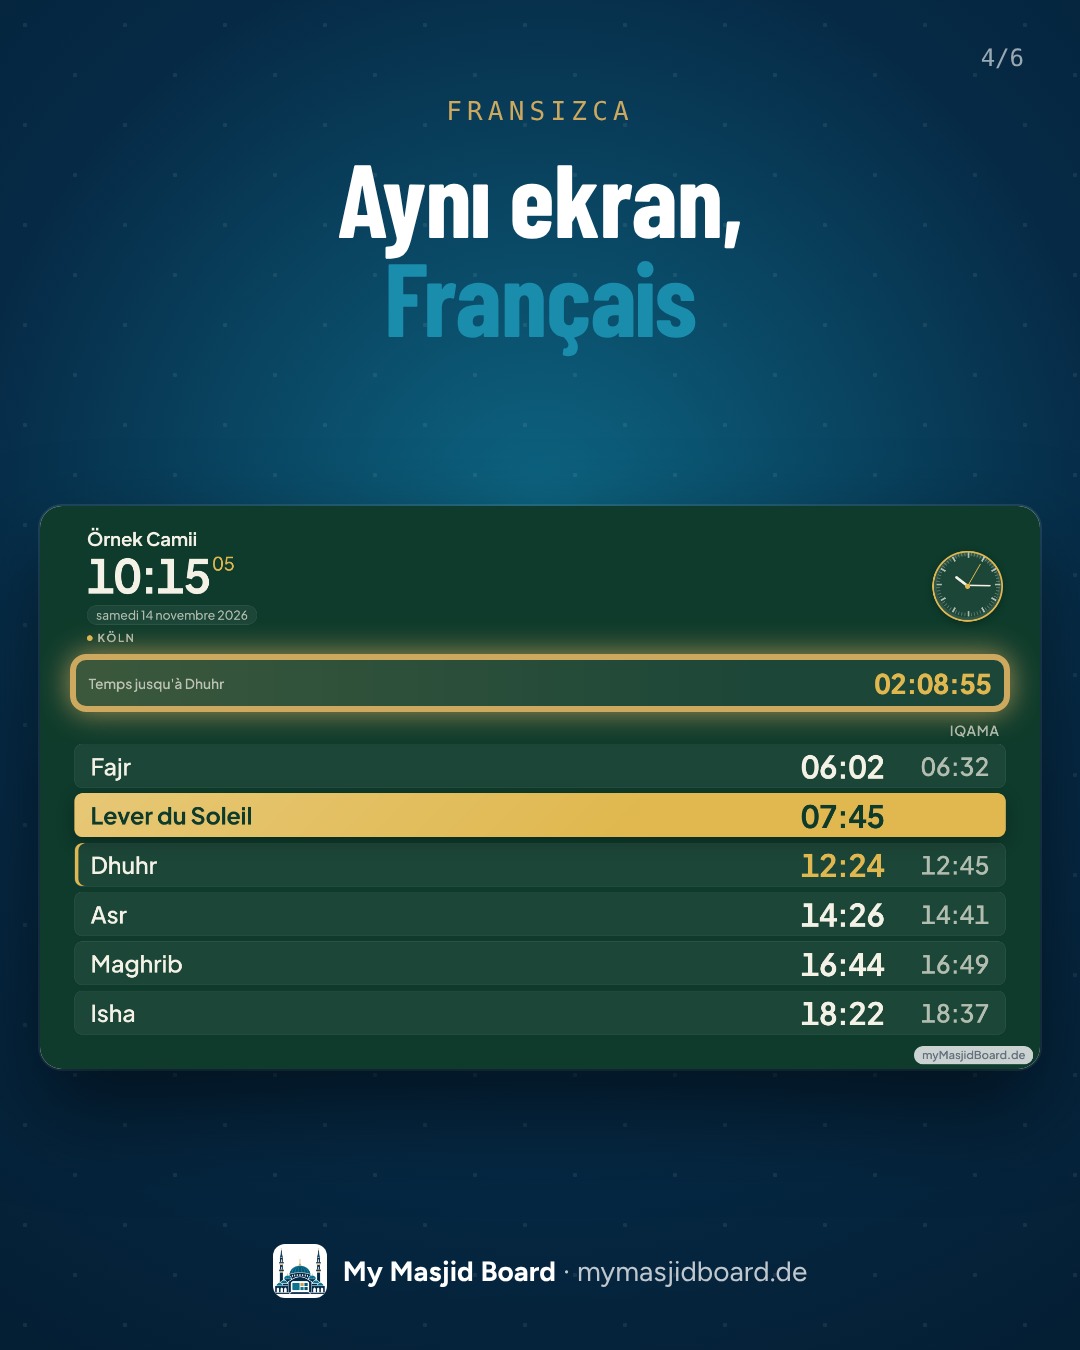 4/6
FRANSIZCA
Aynı ekran,
Français
Örnek Camii
10:15 05
samedi 14 novembre 2026
KÖLN
Temps jusqu'à Dhuhr 02:08:55
IQAMA
Fajr 06:02 06:32
Lever du Soleil 07:45
Dhuhr 12:24 12:45
Asr 14:26 14:41
Maghrib 16:44 16:49
Isha 18:22 18:37
myMasjidBoard.de
My Masjid Board · mymasjidboard.de